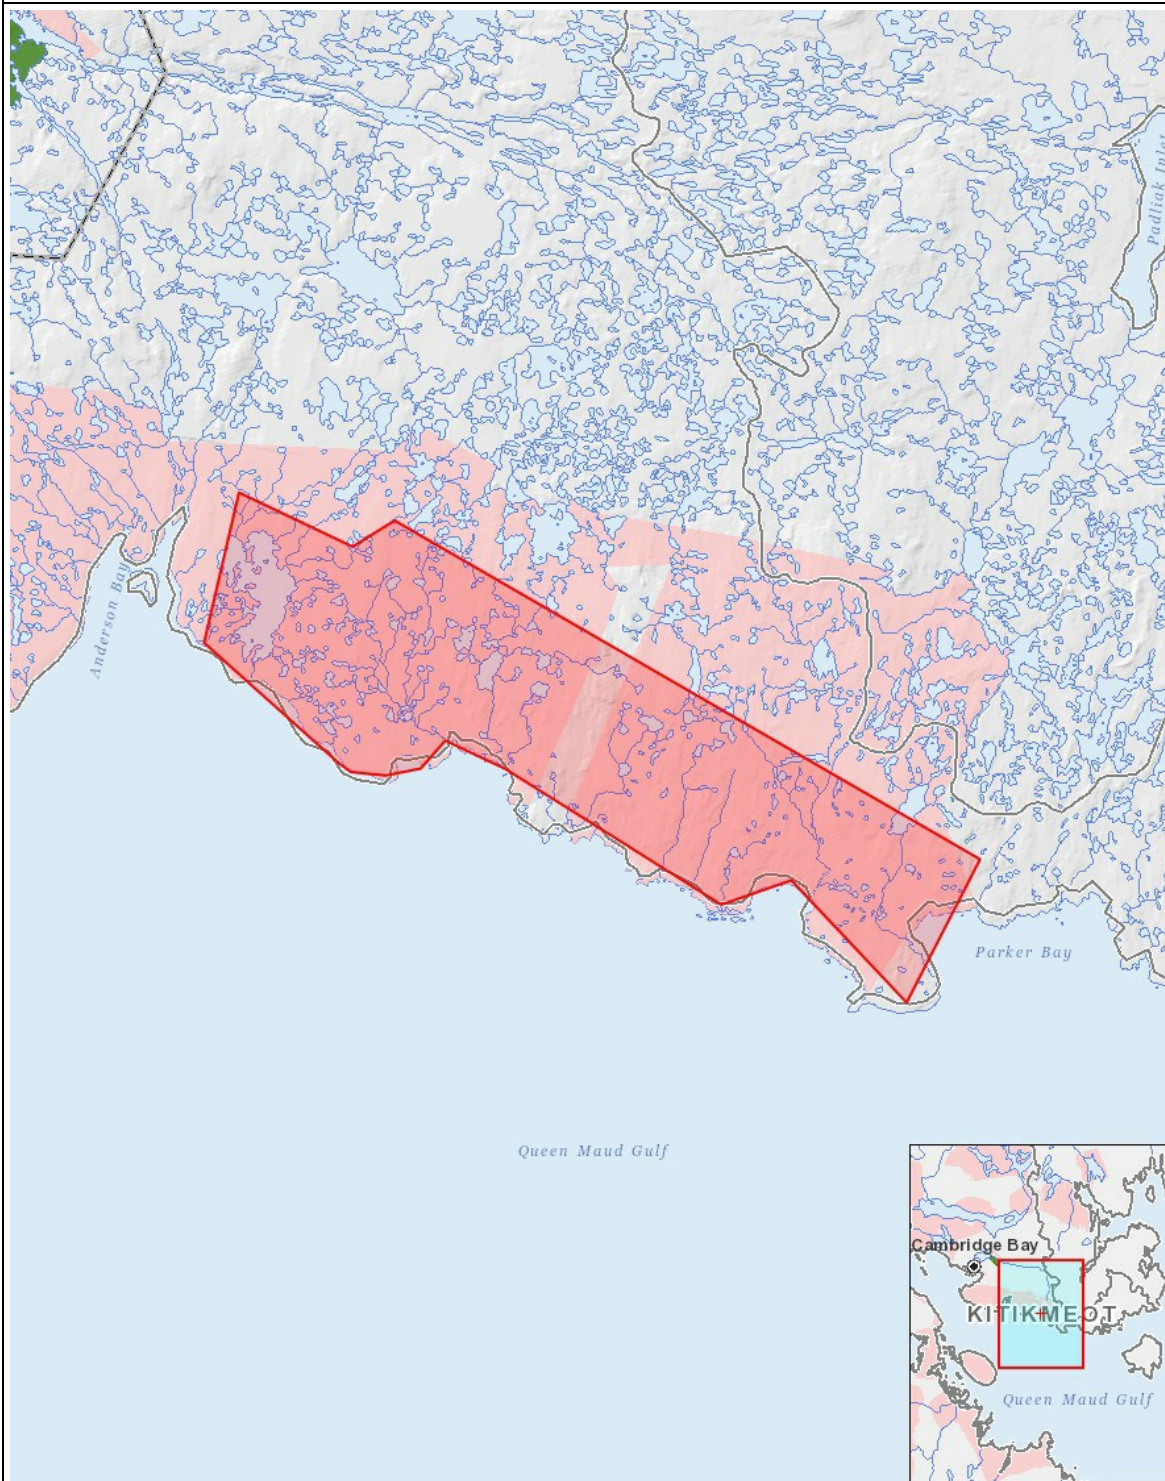 Padliak Inlet
Anderson Bay
Parker Bay
Queen Maud Gulf
Cambridge Bay
KITIKMEOT
Queen Maud Gulf